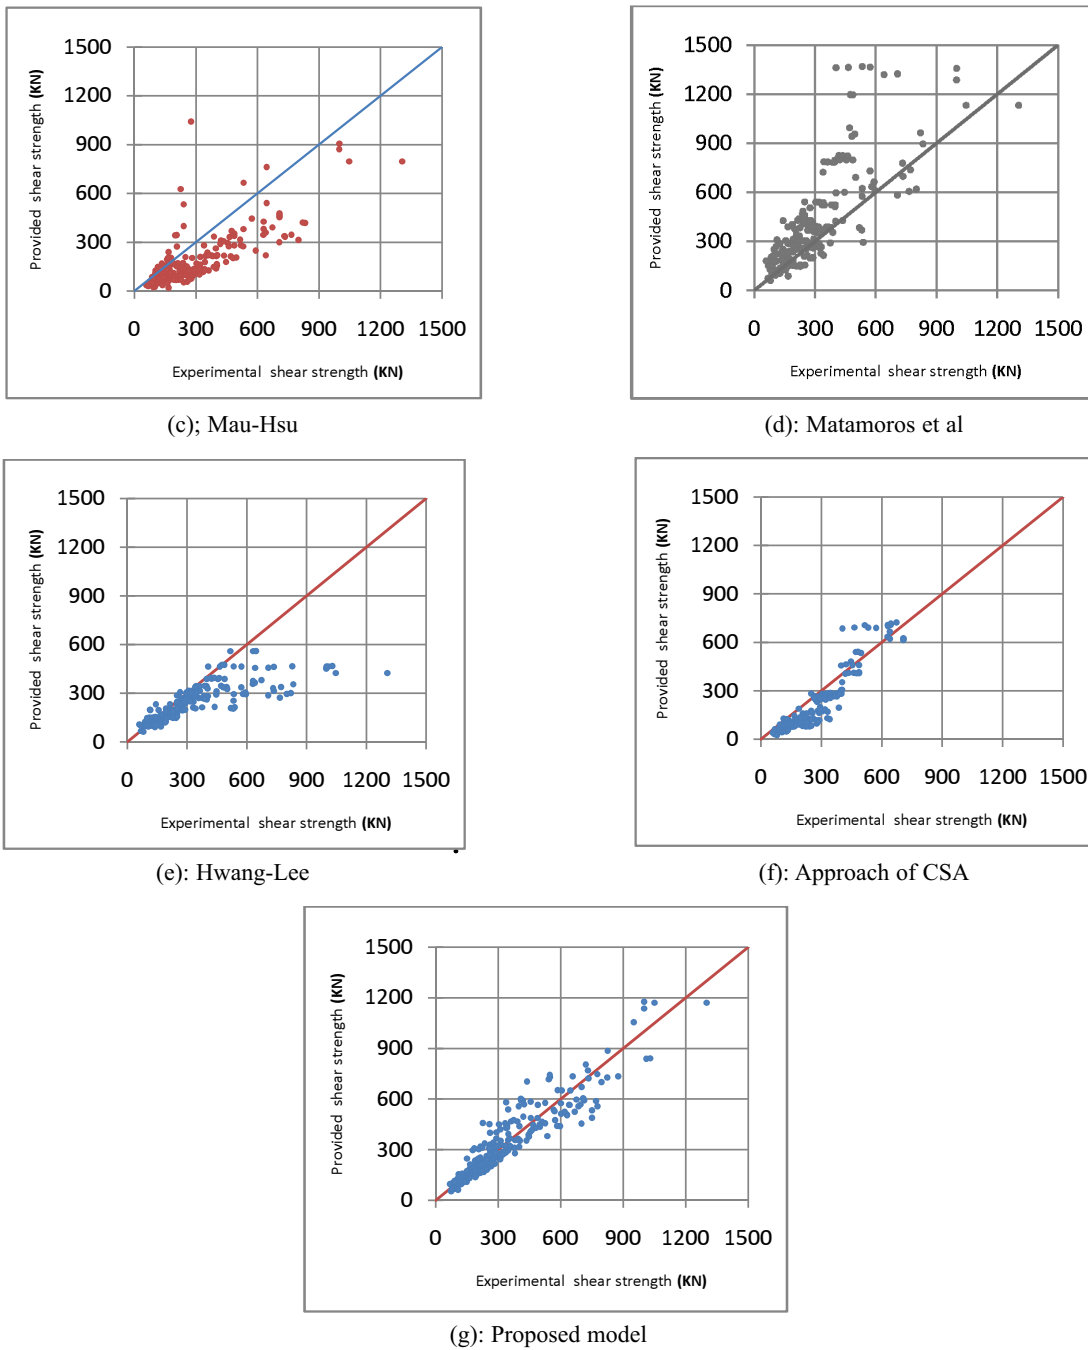 1500
1200
900
600
300
0
0 300 600 900 1200 1500
Provided shear strength (KN)
Experimental shear strength (KN)
(c); Mau-Hsu
1500
1200
900
600
300
0
0 300 600 900 1200 1500
Provided shear strength (KN)
Experimental shear strength (KN)
(d): Matamoros et al
1500
1200
900
600
300
0
0 300 600 900 1200 1500
Provided shear strength (KN)
Experimental shear strength (KN)
(e): Hwang-Lee
1500
1200
900
600
300
0
0 300 600 900 1200 1500
Provided shear strength (KN)
Experimental shear strength (KN)
(f): Approach of CSA
1500
1200
900
600
300
0
0 300 600 900 1200 1500
Provided shear strength (KN)
Experimental shear strength (KN)
(g): Proposed model